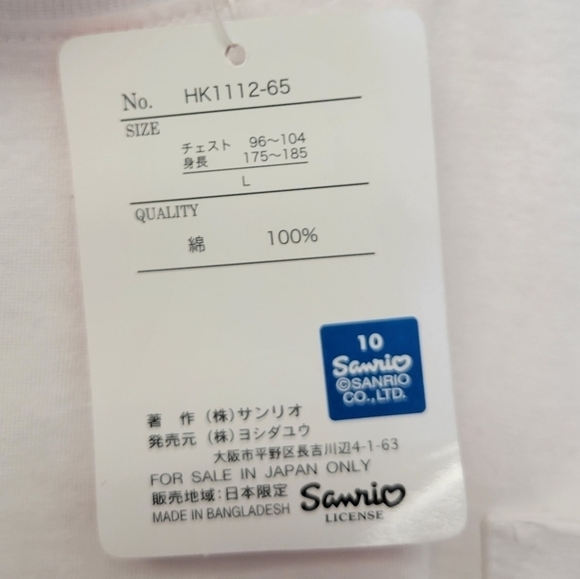 No. HK1112-65
SIZE
チェスト 96〜104
身長 175〜185
L
QUALITY
綿 100%
10
Sanrio
©SANRIO
CO.,LTD.
著 作 (株)サンリオ
発売元 (株)ヨシダユウ
大阪市平野区長吉川辺4-1-63
FOR SALE IN JAPAN ONLY
販売地域:日本限定
MADE IN BANGLADESH
Sanrio
LICENSE